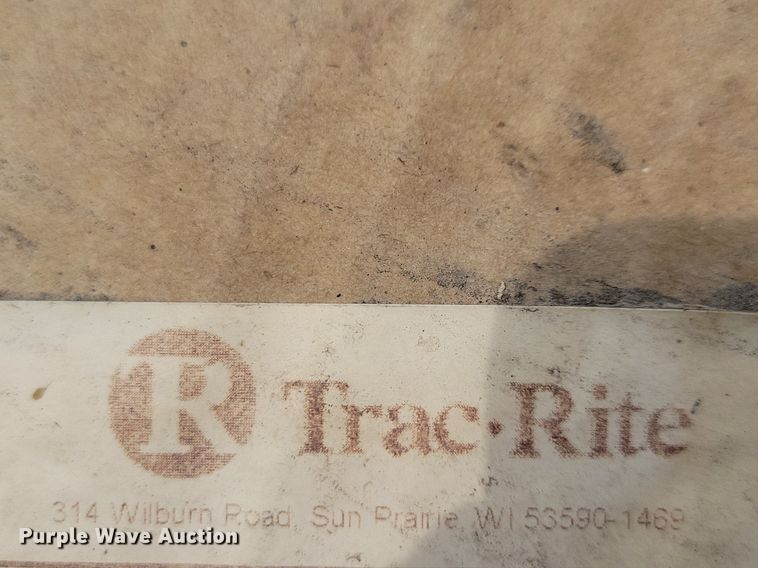 R Trac·Rite
314 Wilburn Road, Sun Prairie, WI 53590-1469
Purple Wave Auction